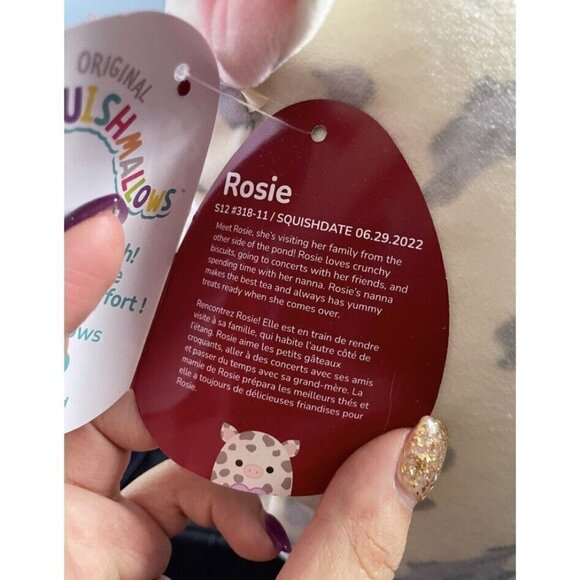 ORIGINAL
UISHMALLOWS™
h!
e
fort!
ows
d
Rosie
S12 #318-11 / SQUISHDATE 06.29.2022
Meet Rosie, she's visiting her family from the
other side of the pond! Rosie loves crunchy
biscuits, going to concerts with her friends, and
spending time with her nanna. Rosie's nanna
makes the best tea and always has yummy
treats ready when she comes over.
Rencontrez Rosie! Elle est en train de rendre
visite à sa famille, qui habite l'autre côté de
l'étang. Rosie aime les petits gâteaux
croquants, aller à des concerts avec ses amis
et passer du temps avec sa grand-mère. La
mamie de Rosie prépara les meilleurs thés et
elle a toujours de délicieuses friandises pour
Rosie.